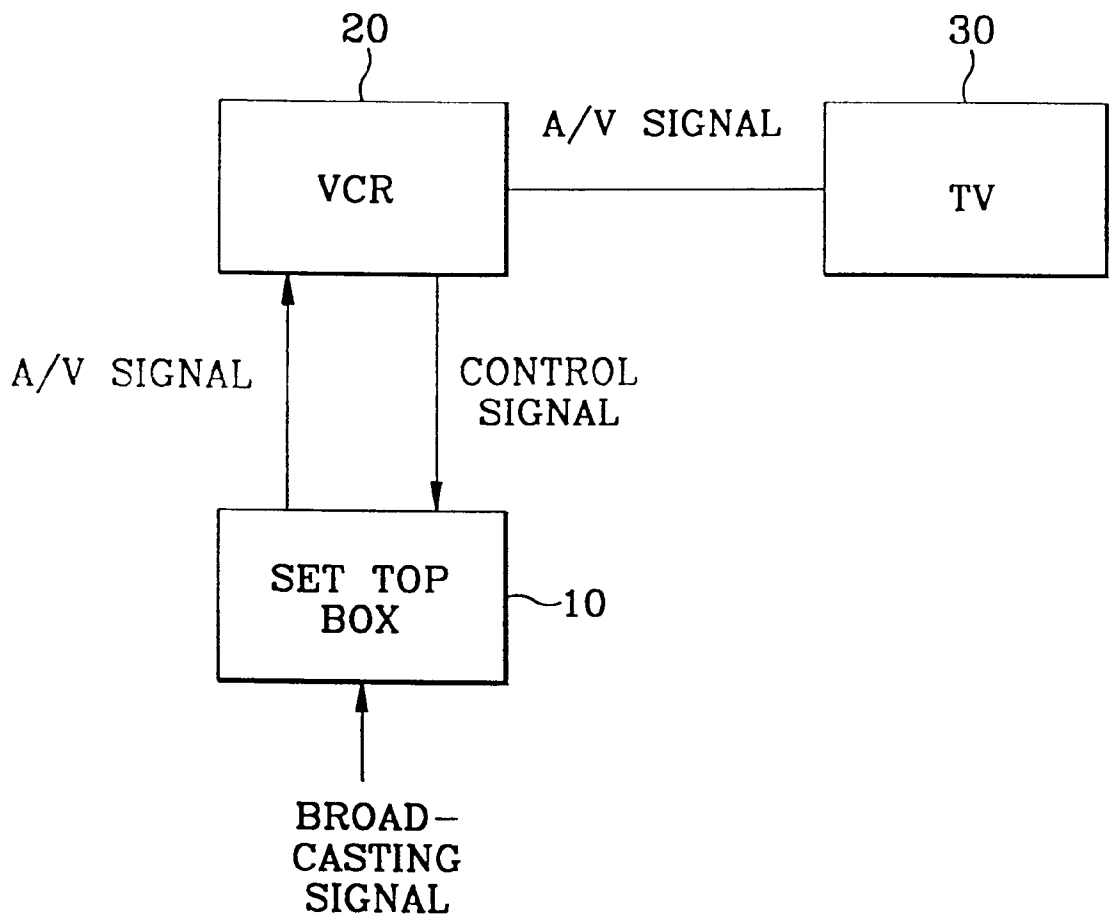 20
30
VCR
A/V SIGNAL
TV
A/V SIGNAL
CONTROL
SIGNAL
SET TOP
BOX
10
BROAD-
CASTING
SIGNAL